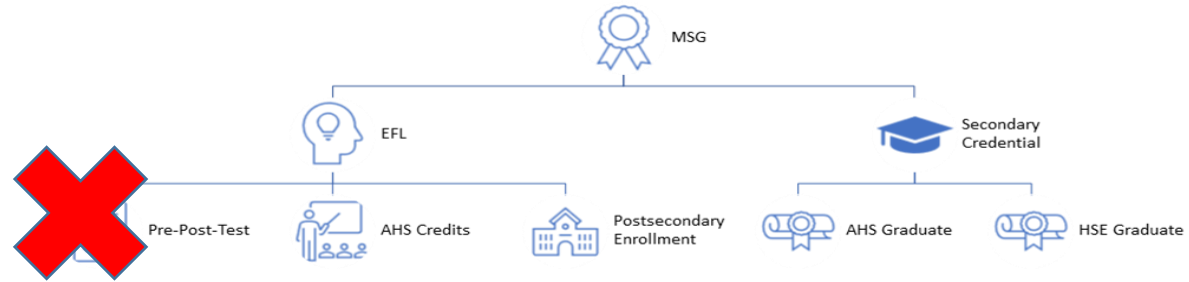 MSG
EFL
Secondary
Credential
Pre-Post-Test
AHS Credits
Postsecondary
Enrollment
AHS Graduate
HSE Graduate